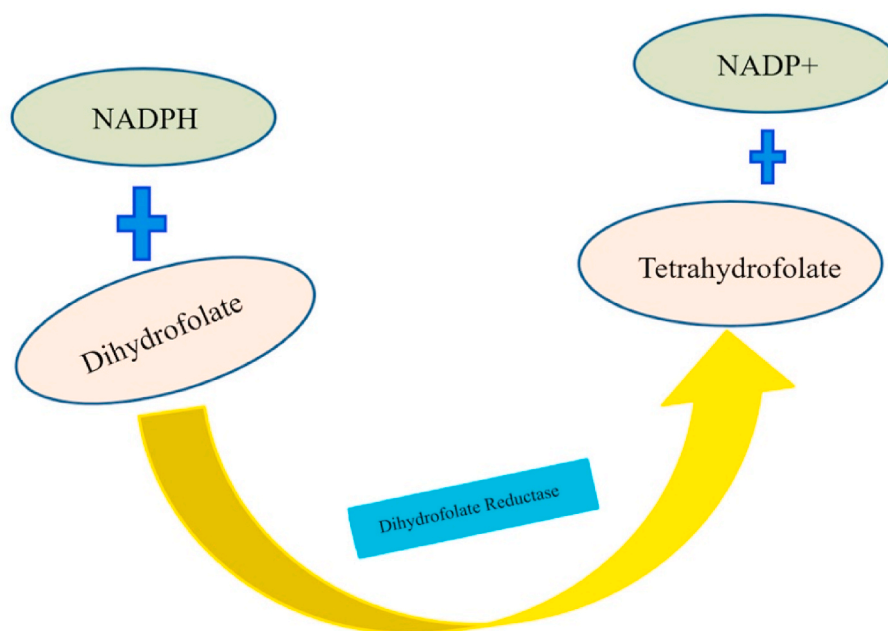 NADPH
Dihydrofolate
Dihydrofolate Reductase
NADP+
Tetrahydrofolate